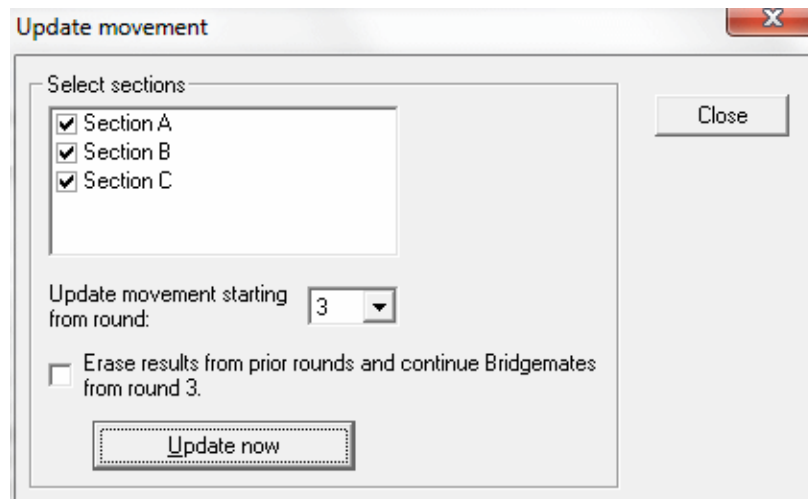 Update movement
X
Select sections
Section A
Section B
Section C
Close
Update movement starting
from round:
3
Erase results from prior rounds and continue Bridgemates
from round 3.
Update now